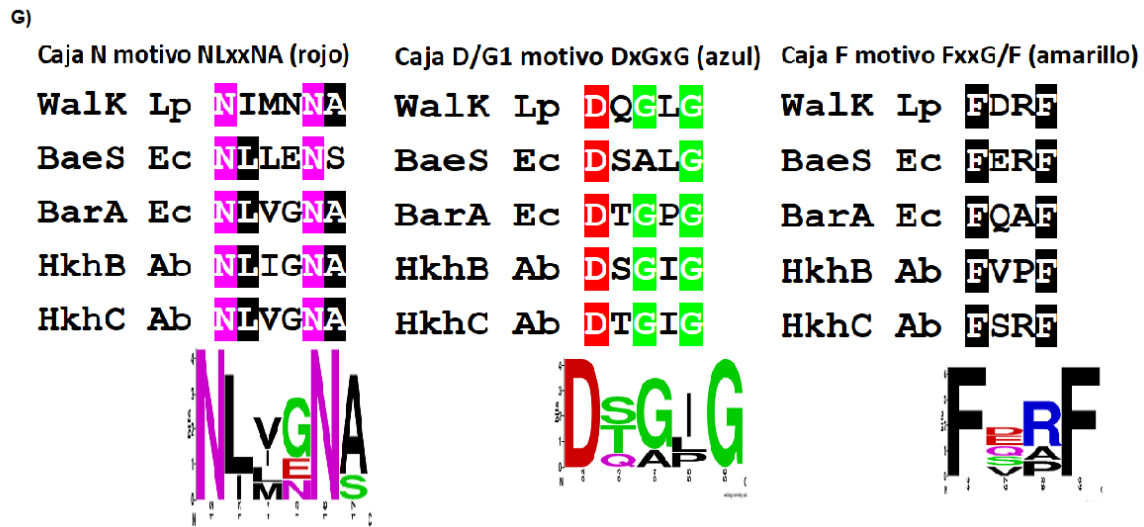 G)
Caja N motivo NLxxNA (rojo)
WalK Lp NIMNNA
BaeS Ec NLLENS
BarA Ec NLVGNA
HkhB Ab NLIGNA
HkhC Ab NLVGNA
Caja D/G1 motivo DxGxG (azul)
WalK Lp DQGLG
BaeS Ec DSALG
BarA Ec DTGPG
HkhB Ab DSGIG
HkhC Ab DTGIG
Caja F motivo FxxG/F (amarillo)
WalK Lp FDRF
BaeS Ec FERF
BarA Ec FQAF
HkhB Ab FVPF
HkhC Ab FSRF